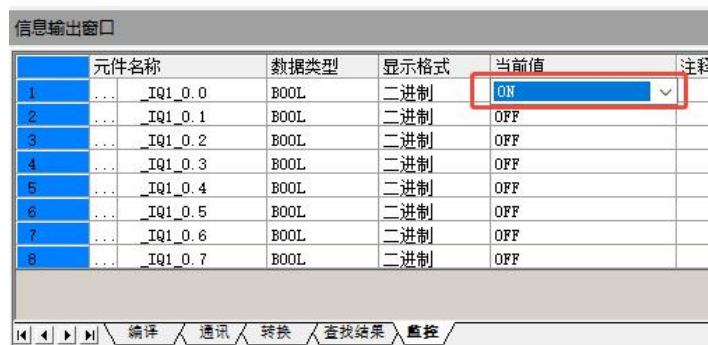 信息输出窗口
元件名称 数据类型 显示格式 当前值 注释
1 ... _IQ1_0.0 BOOL 二进制 ON
2 ... _IQ1_0.1 BOOL 二进制 OFF
3 ... _IQ1_0.2 BOOL 二进制 OFF
4 ... _IQ1_0.3 BOOL 二进制 OFF
5 ... _IQ1_0.4 BOOL 二进制 OFF
6 ... _IQ1_0.5 BOOL 二进制 OFF
7 ... _IQ1_0.6 BOOL 二进制 OFF
8 ... _IQ1_0.7 BOOL 二进制 OFF
编译 通讯 转换 查找结果 监控